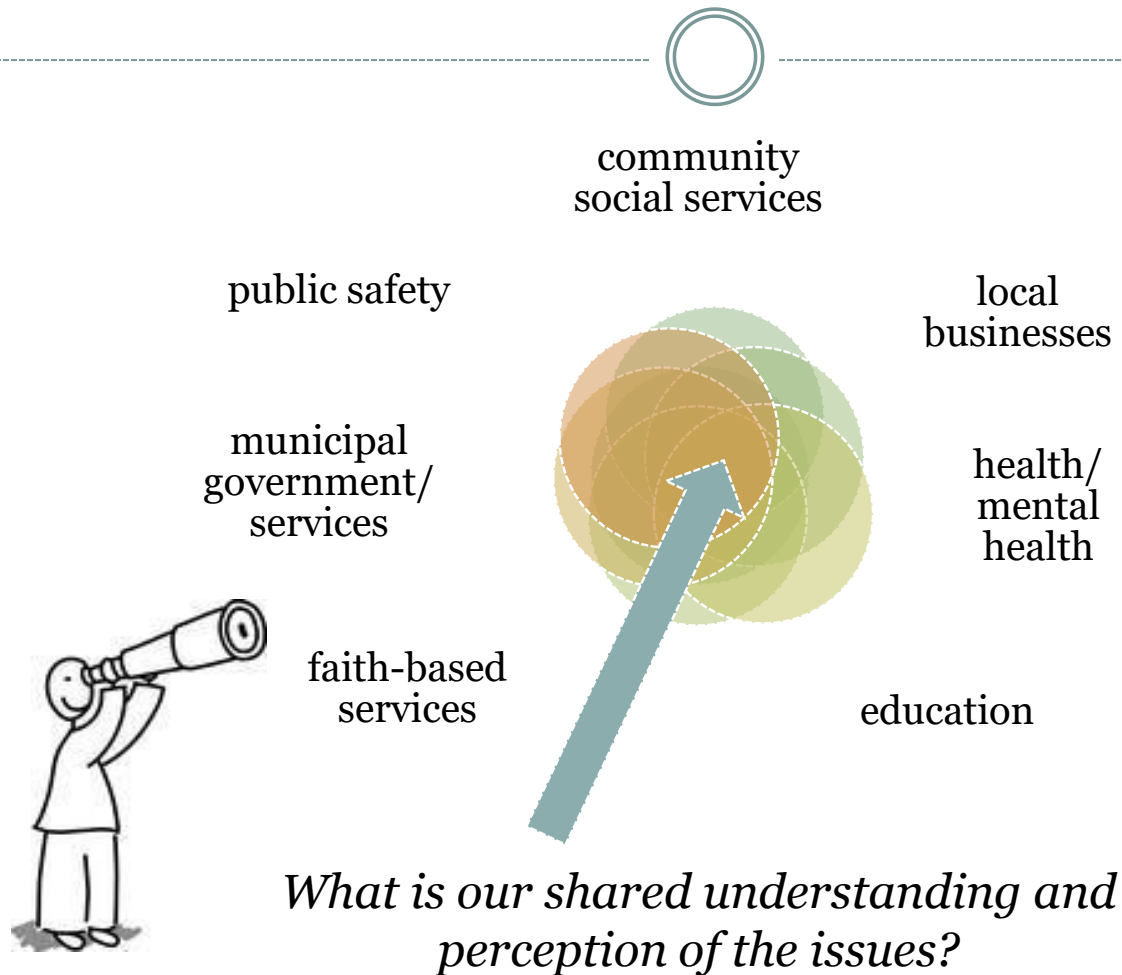 community
social services
public safety
local
businesses
municipal
government/
services
health/
mental
health
faith-based
services
education
What is our shared understanding and
perception of the issues?